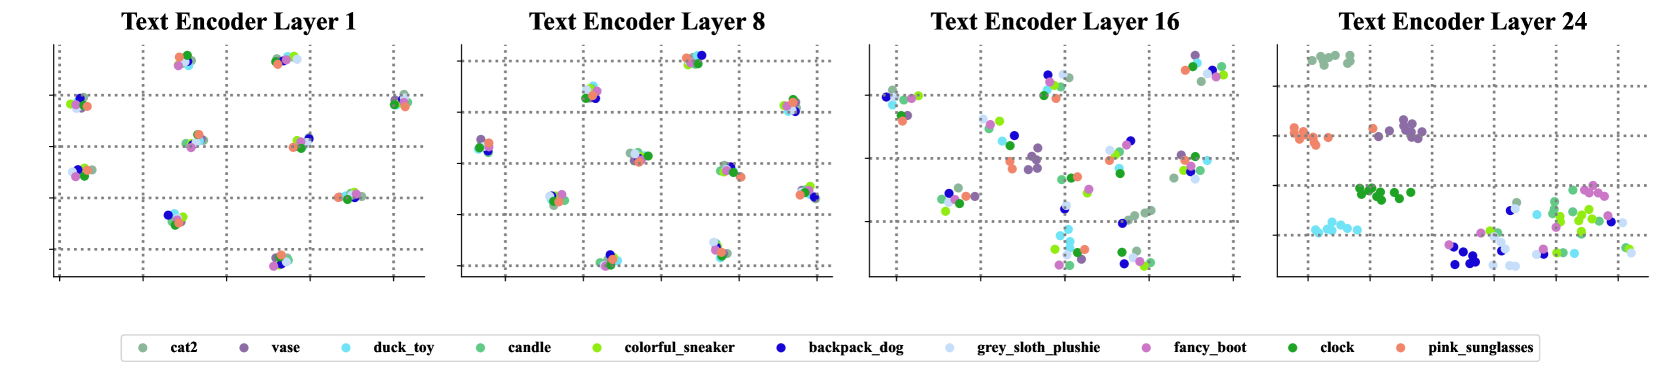 Text Encoder Layer 1 Text Encoder Layer 8 Text Encoder Layer 16 Text Encoder Layer 24
cat2 vase duck_toy candle colorful_sneaker backpack_dog grey_sloth_plushie fancy_boot clock pink_sunglasses